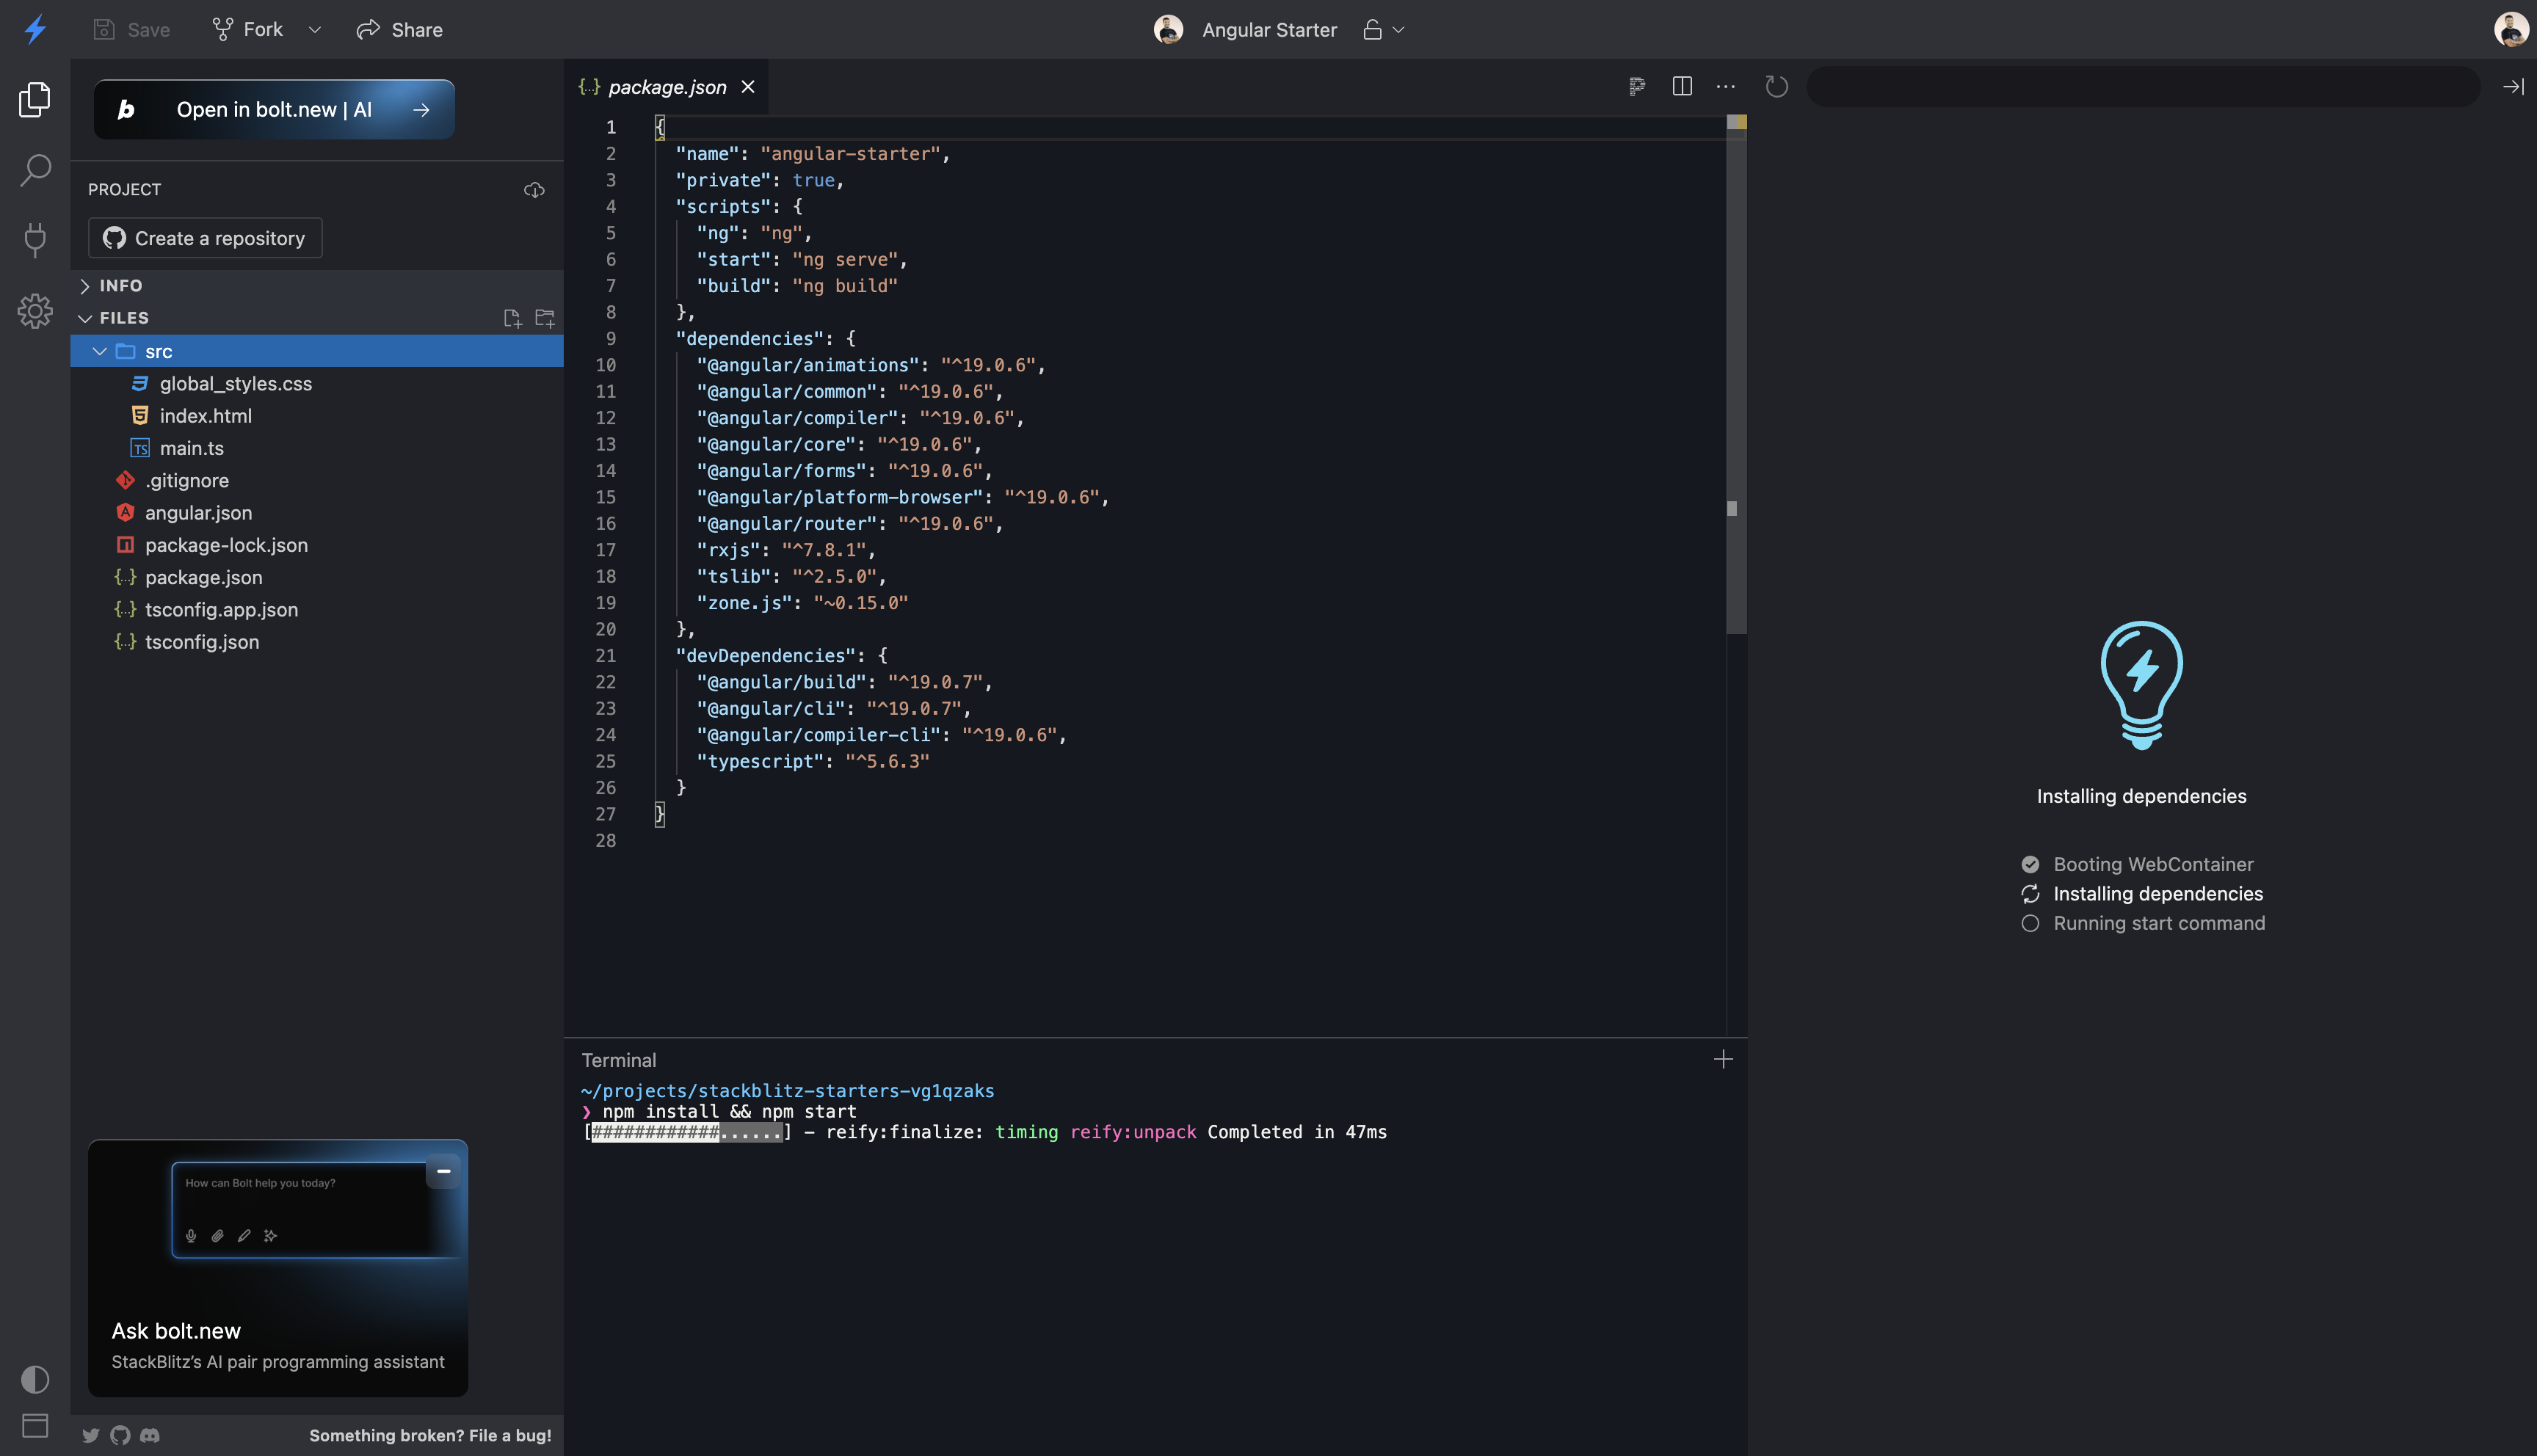 Save
Fork
Share
Angular Starter
b
Open in bolt.new | AI
PROJECT
Create a repository
INFO
FILES
src
global_styles.css
index.html
TS
main.ts
.gitignore
angular.json
package-lock.json
package.json
tsconfig.app.json
tsconfig.json
How can Bolt help you today?
Ask bolt.new
StackBlitz's AI pair programming assistant
Something broken? File a bug!
{..} package.json
1 {
2 "name": "angular-starter",
3 "private": true,
4 "scripts": {
5 "ng": "ng",
6 "start": "ng serve",
7 "build": "ng build"
8 },
9 "dependencies": {
10 "@angular/animations": "^19.0.6",
11 "@angular/common": "^19.0.6",
12 "@angular/compiler": "^19.0.6",
13 "@angular/core": "^19.0.6",
14 "@angular/forms": "^19.0.6",
15 "@angular/platform-browser": "^19.0.6",
16 "@angular/router": "^19.0.6",
17 "rxjs": "^7.8.1",
18 "tslib": "^2.5.0",
19 "zone.js": "~0.15.0"
20 },
21 "devDependencies": {
22 "@angular/build": "^19.0.7",
23 "@angular/cli": "^19.0.7",
24 "@angular/compiler-cli": "^19.0.6",
25 "typescript": "^5.6.3"
26 }
27 }
28
Terminal
~/projects/stackblitz-starters-vg1qzaks
❯ npm install && npm start
[############......] - reify:finalize: timing reify:unpack Completed in 47ms
Installing dependencies
Booting WebContainer
Installing dependencies
Running start command